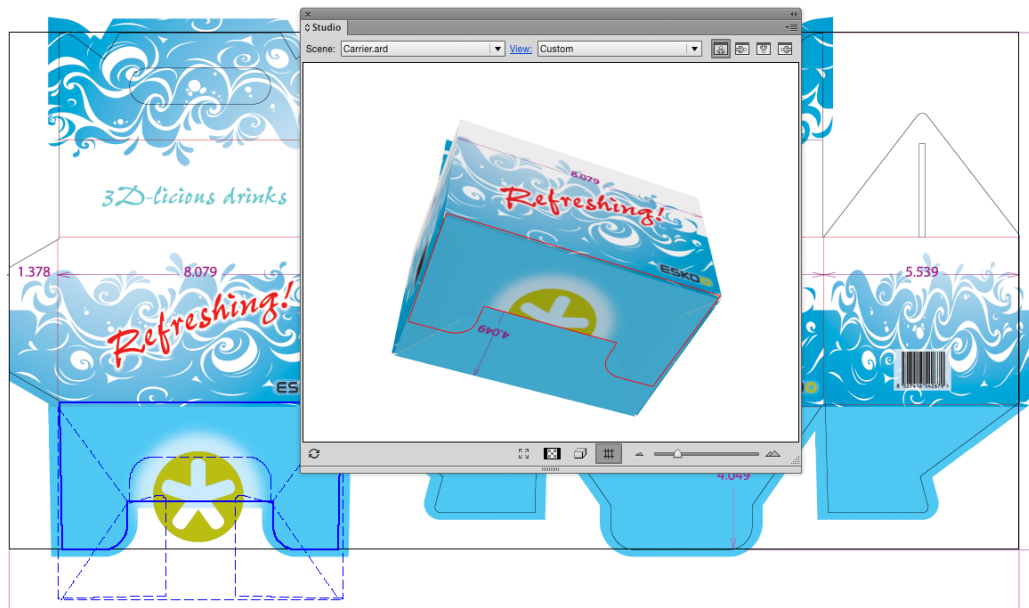 Studio
Scene: Carrier.ard View: Custom
3D-licious drinks
8.079
Refreshing!
ESKO
4.049
1.378
8.079
5.539
Refreshing!
ES
4.049